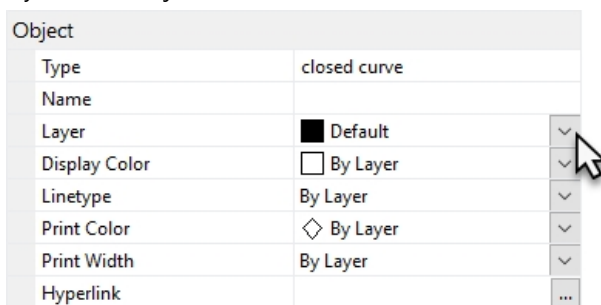 Object
Type closed curve
Name
Layer Default
Display Color By Layer
Linetype By Layer
Print Color By Layer
Print Width By Layer
Hyperlink ...